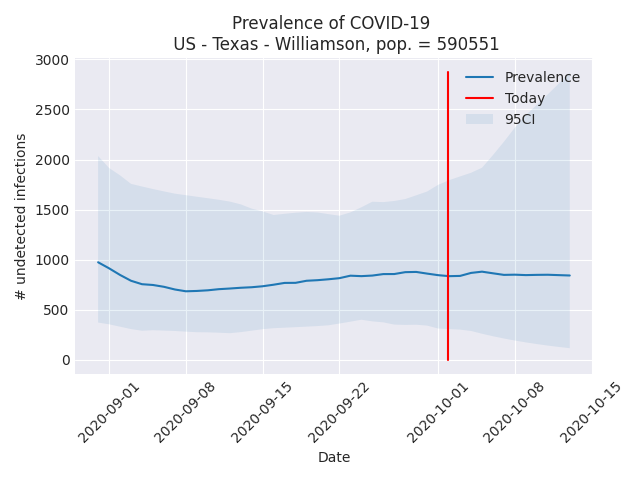 Prevalence of COVID-19
US - Texas - Williamson, pop. = 590551
3000
2500
2000
1500
1000
500
0
# undetected infections
Prevalence
Today
95CI
2020-09-01
2020-09-08
2020-09-15
2020-09-22
2020-10-01
2020-10-08
2020-10-15
Date